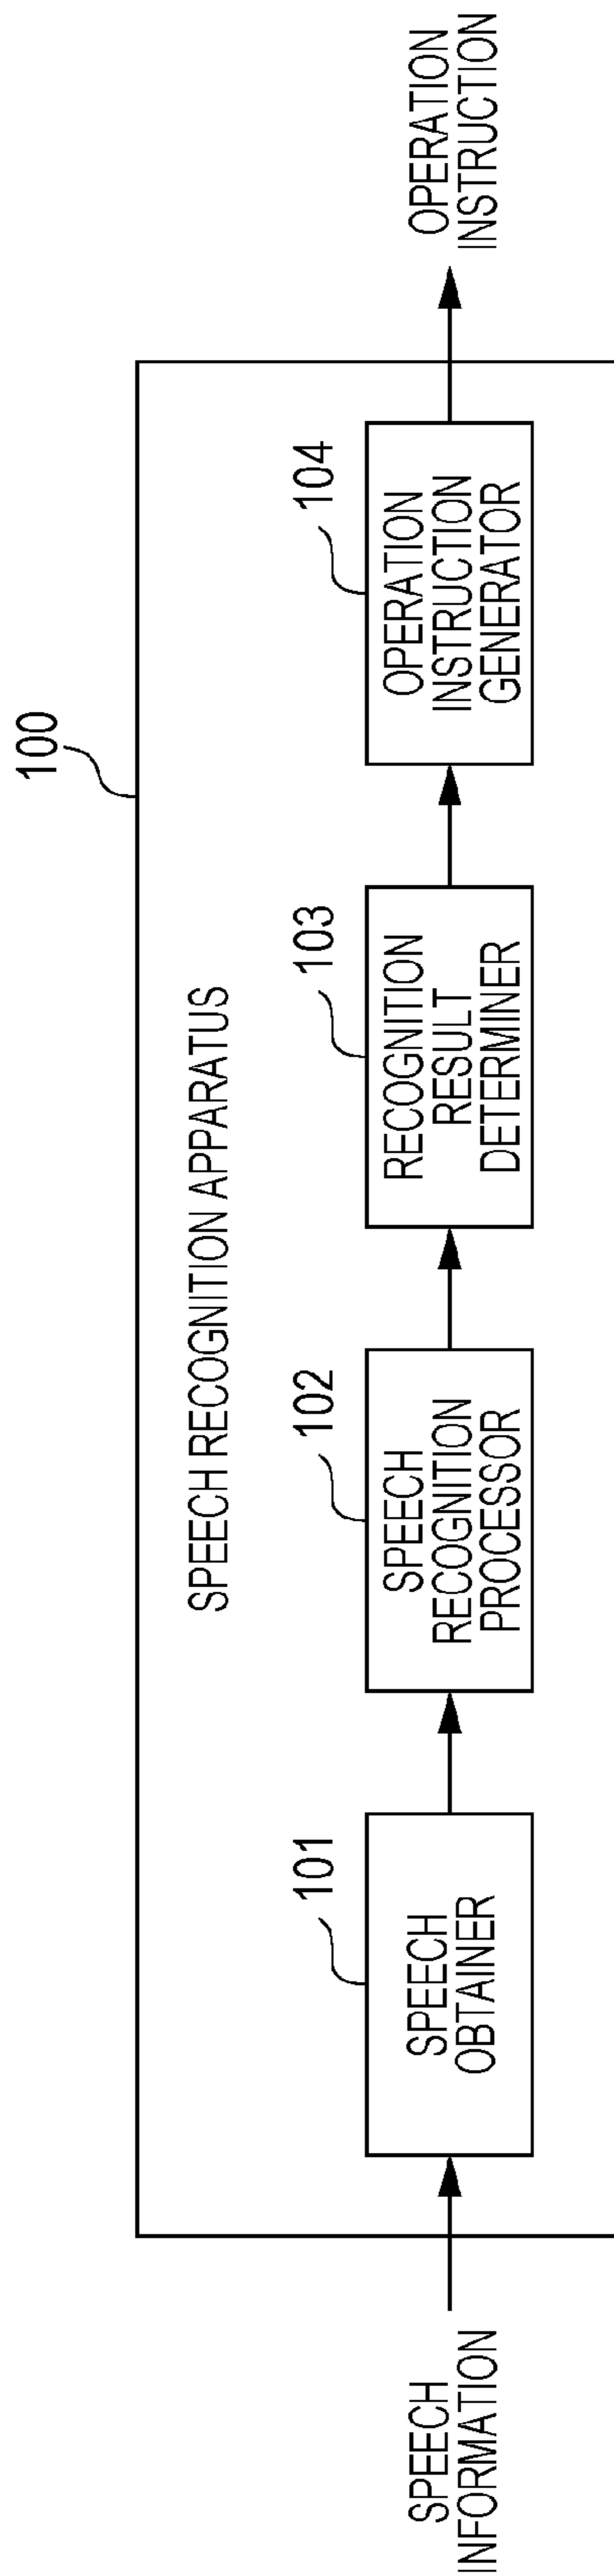 100
SPEECH RECOGNITION APPARATUS
SPEECH
INFORMATION
101
SPEECH
OBTAINER
102
SPEECH
RECOGNITION
PROCESSOR
103
RECOGNITION
RESULT
DETERMINER
104
OPERATION
INSTRUCTION
GENERATOR
OPERATION
INSTRUCTION